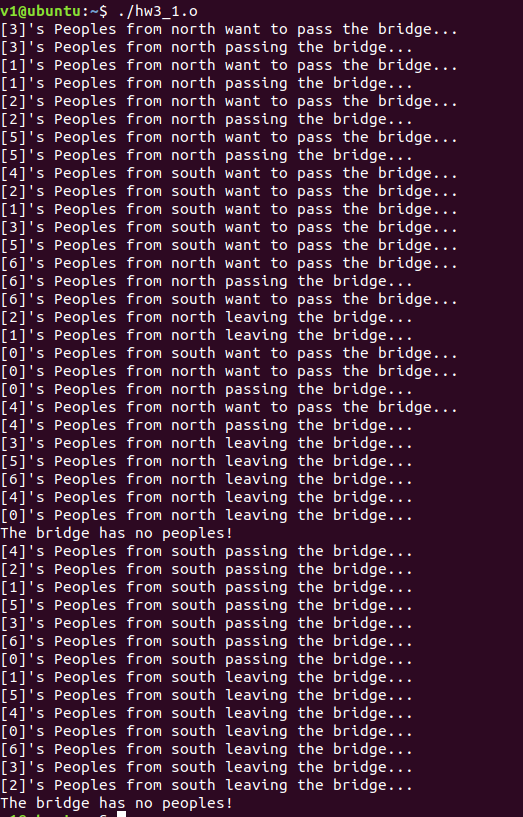 v1@ubuntu:~$ ./hw3_1.o
[3]'s Peoples from north want to pass the bridge...
[3]'s Peoples from north passing the bridge...
[1]'s Peoples from north want to pass the bridge...
[1]'s Peoples from north passing the bridge...
[2]'s Peoples from north want to pass the bridge...
[2]'s Peoples from north passing the bridge...
[5]'s Peoples from north want to pass the bridge...
[5]'s Peoples from north passing the bridge...
[4]'s Peoples from south want to pass the bridge...
[2]'s Peoples from south want to pass the bridge...
[1]'s Peoples from south want to pass the bridge...
[3]'s Peoples from south want to pass the bridge...
[5]'s Peoples from south want to pass the bridge...
[6]'s Peoples from north want to pass the bridge...
[6]'s Peoples from north passing the bridge...
[6]'s Peoples from south want to pass the bridge...
[2]'s Peoples from north leaving the bridge...
[1]'s Peoples from north leaving the bridge...
[0]'s Peoples from south want to pass the bridge...
[0]'s Peoples from north want to pass the bridge...
[0]'s Peoples from north passing the bridge...
[4]'s Peoples from north want to pass the bridge...
[4]'s Peoples from north passing the bridge...
[3]'s Peoples from north leaving the bridge...
[5]'s Peoples from north leaving the bridge...
[6]'s Peoples from north leaving the bridge...
[4]'s Peoples from north leaving the bridge...
[0]'s Peoples from north leaving the bridge...
The bridge has no peoples!
[4]'s Peoples from south passing the bridge...
[2]'s Peoples from south passing the bridge...
[1]'s Peoples from south passing the bridge...
[5]'s Peoples from south passing the bridge...
[3]'s Peoples from south passing the bridge...
[6]'s Peoples from south passing the bridge...
[0]'s Peoples from south passing the bridge...
[1]'s Peoples from south leaving the bridge...
[5]'s Peoples from south leaving the bridge...
[4]'s Peoples from south leaving the bridge...
[0]'s Peoples from south leaving the bridge...
[6]'s Peoples from south leaving the bridge...
[3]'s Peoples from south leaving the bridge...
[2]'s Peoples from south leaving the bridge...
The bridge has no peoples!